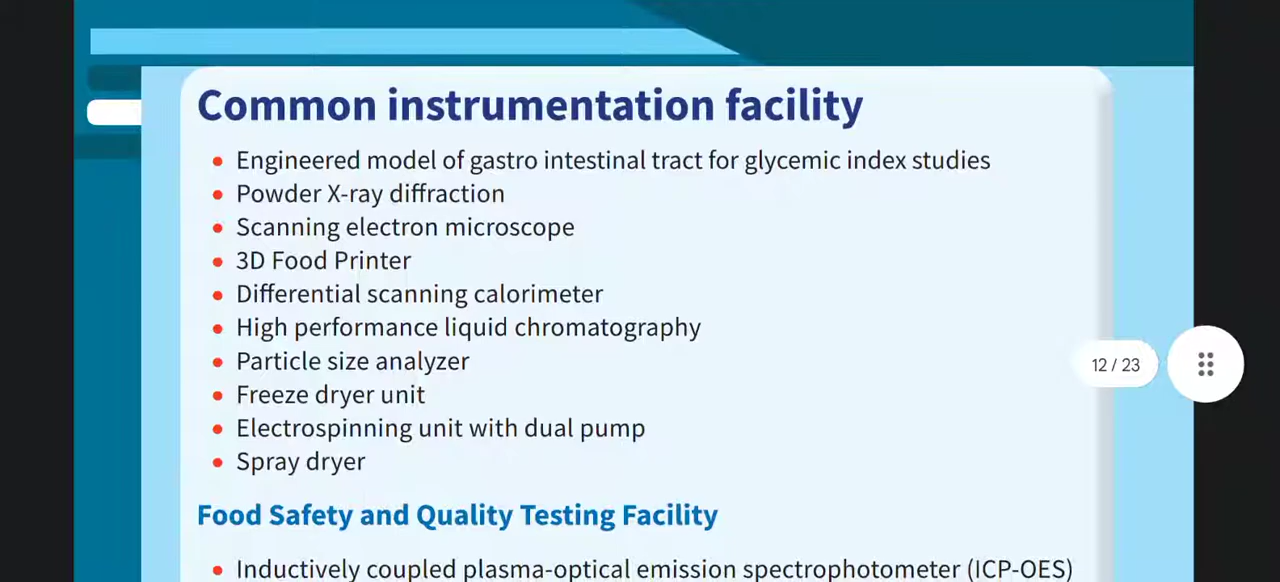 Common instrumentation facility
• Engineered model of gastro intestinal tract for glycemic index studies
• Powder X-ray diffraction
• Scanning electron microscope
• 3D Food Printer
• Differential scanning calorimeter
• High performance liquid chromatography
• Particle size analyzer
• Freeze dryer unit
• Electrospinning unit with dual pump
• Spray dryer
12 / 23
Food Safety and Quality Testing Facility
• Inductively coupled plasma-optical emission spectrophotometer (ICP-OES)